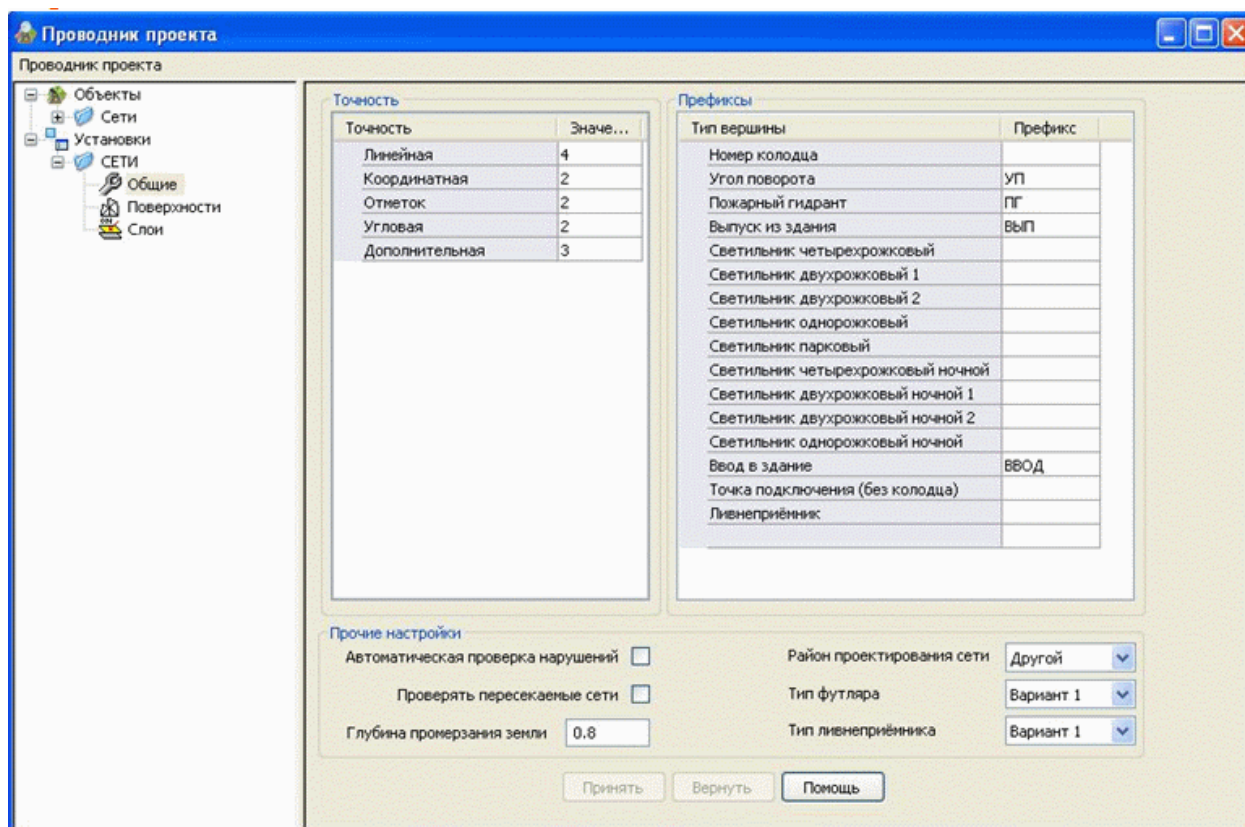 Проводник проекта
Проводник проекта
Объекты
Сети
Установки
СЕТИ
Общие
Поверхности
Слои
Точность
Точность Значе...
Линейная 4
Координатная 2
Отметок 2
Угловая 2
Дополнительная 3
Префиксы
Тип вершины Префикс
Номер колодца
Угол поворота УП
Пожарный гидрант ПГ
Выпуск из здания ВЫП
Светильник четырехрожковый
Светильник двухрожковый 1
Светильник двухрожковый 2
Светильник однорожковый
Светильник парковый
Светильник четырехрожковый ночной
Светильник двухрожковый ночной 1
Светильник двухрожковый ночной 2
Светильник однорожковый ночной
Ввод в здание ВВОД
Точка подключения (без колодца)
Ливнеприёмник
Прочие настройки
Автоматическая проверка нарушений
Проверять пересекаемые сети
Глубина промерзания земли 0.8
Район проектирования сети Другой
Тип футляра Вариант 1
Тип ливнеприёмника Вариант 1
Принять Вернуть Помощь